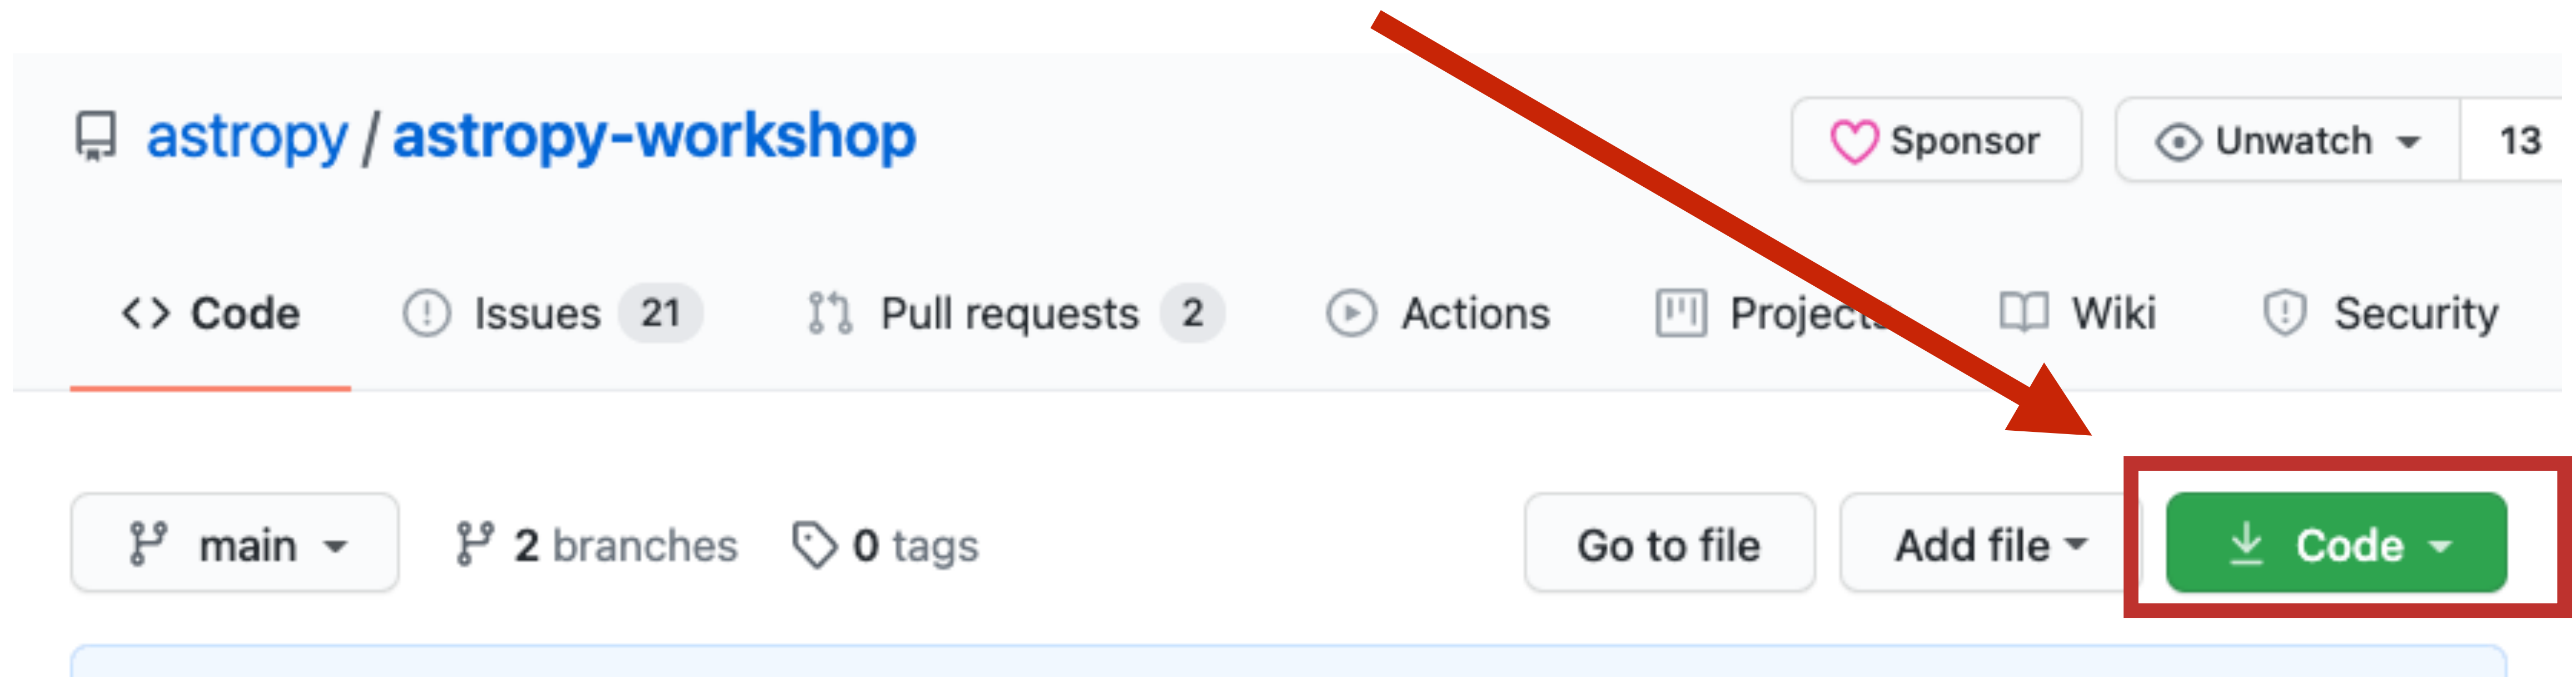 astropy / astropy-workshop Sponsor Unwatch 13
Code Issues 21 Pull requests 2 Actions Projects Wiki Security
main 2 branches 0 tags Go to file Add file Code